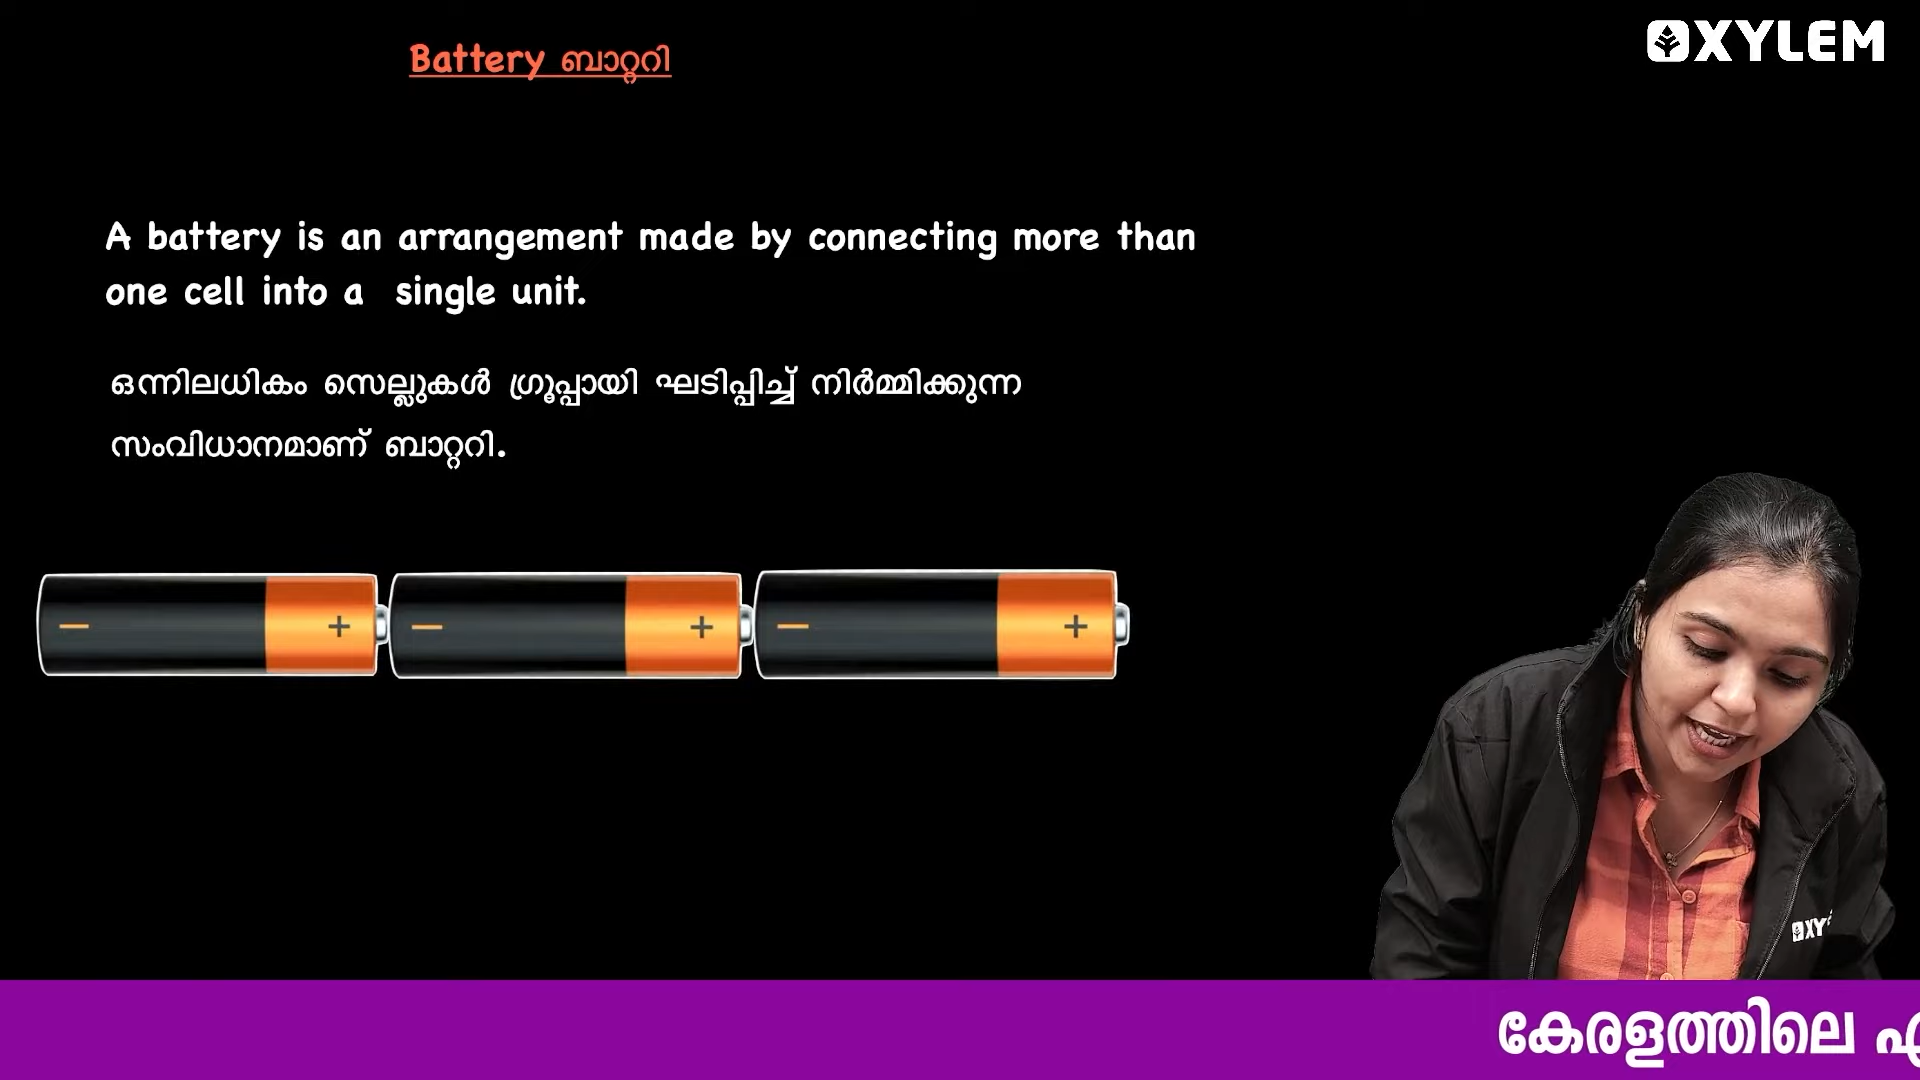 Battery ബാറ്ററി
XYLEM
A battery is an arrangement made by connecting more than
one cell into a single unit.
ഒന്നിലധികം സെല്ലുകൾ ഗ്രൂപ്പായി ഘടിപ്പിച്ച് നിർമ്മിക്കുന്ന
സംവിധാനമാണ് ബാറ്ററി.
− + − + − +
XY
കേരളത്തിലെ